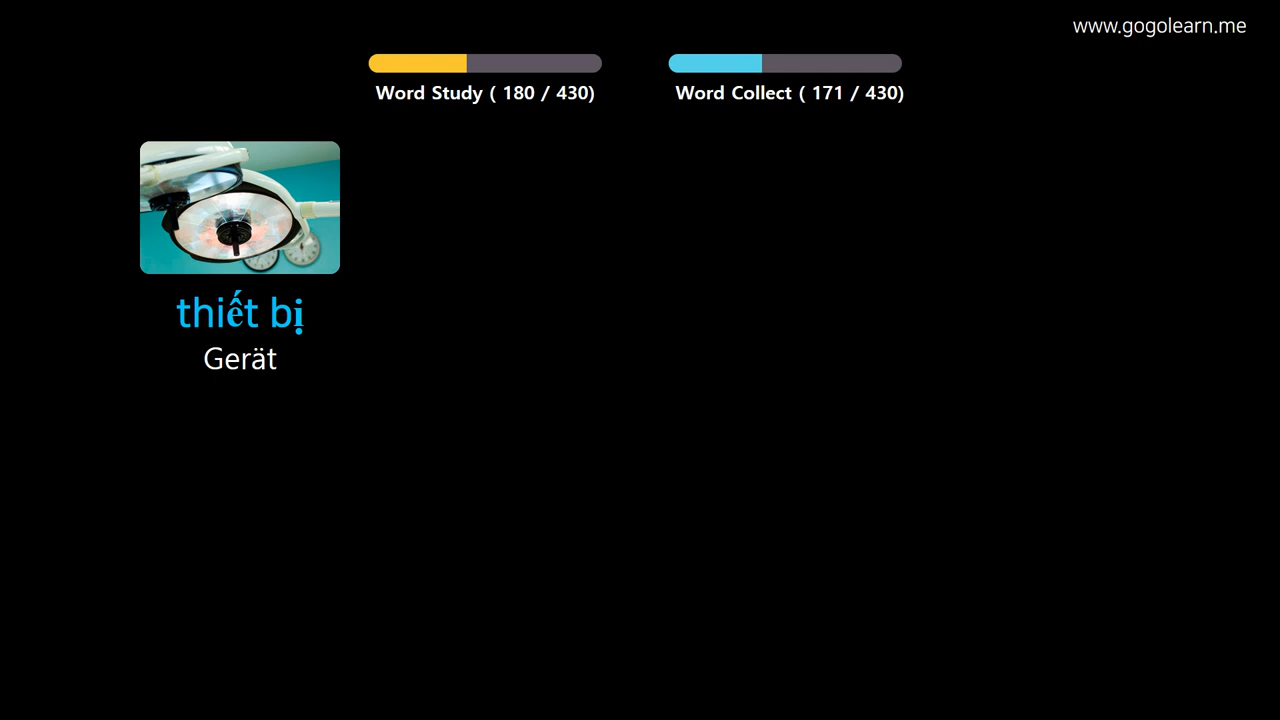 www.gogolearn.me
Word Study ( 180 / 430)
Word Collect ( 171 / 430)
thiết bị
Gerät